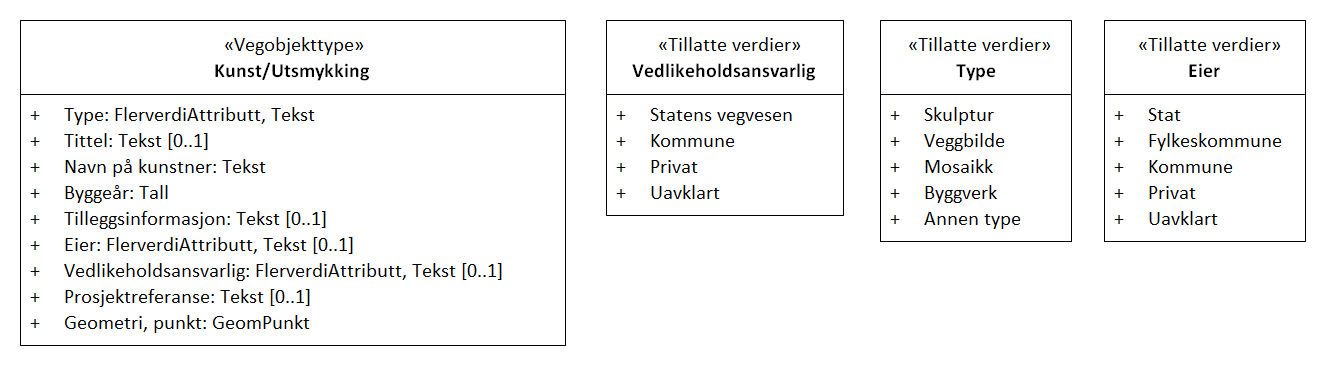 «Vegobjekttype»
Kunst/Utsmykking
+ Type: FlerverdiAttributt, Tekst
+ Tittel: Tekst [0..1]
+ Navn på kunstner: Tekst
+ Byggeår: Tall
+ Tilleggsinformasjon: Tekst [0..1]
+ Eier: FlerverdiAttributt, Tekst [0..1]
+ Vedlikeholdsansvarlig: FlerverdiAttributt, Tekst [0..1]
+ Prosjektreferanse: Tekst [0..1]
+ Geometri, punkt: GeomPunkt
«Tillatte verdier»
Vedlikeholdsansvarlig
+ Statens vegvesen
+ Kommune
+ Privat
+ Uavklart
«Tillatte verdier»
Type
+ Skulptur
+ Veggbilde
+ Mosaikk
+ Byggverk
+ Annen type
«Tillatte verdier»
Eier
+ Stat
+ Fylkeskommune
+ Kommune
+ Privat
+ Uavklart